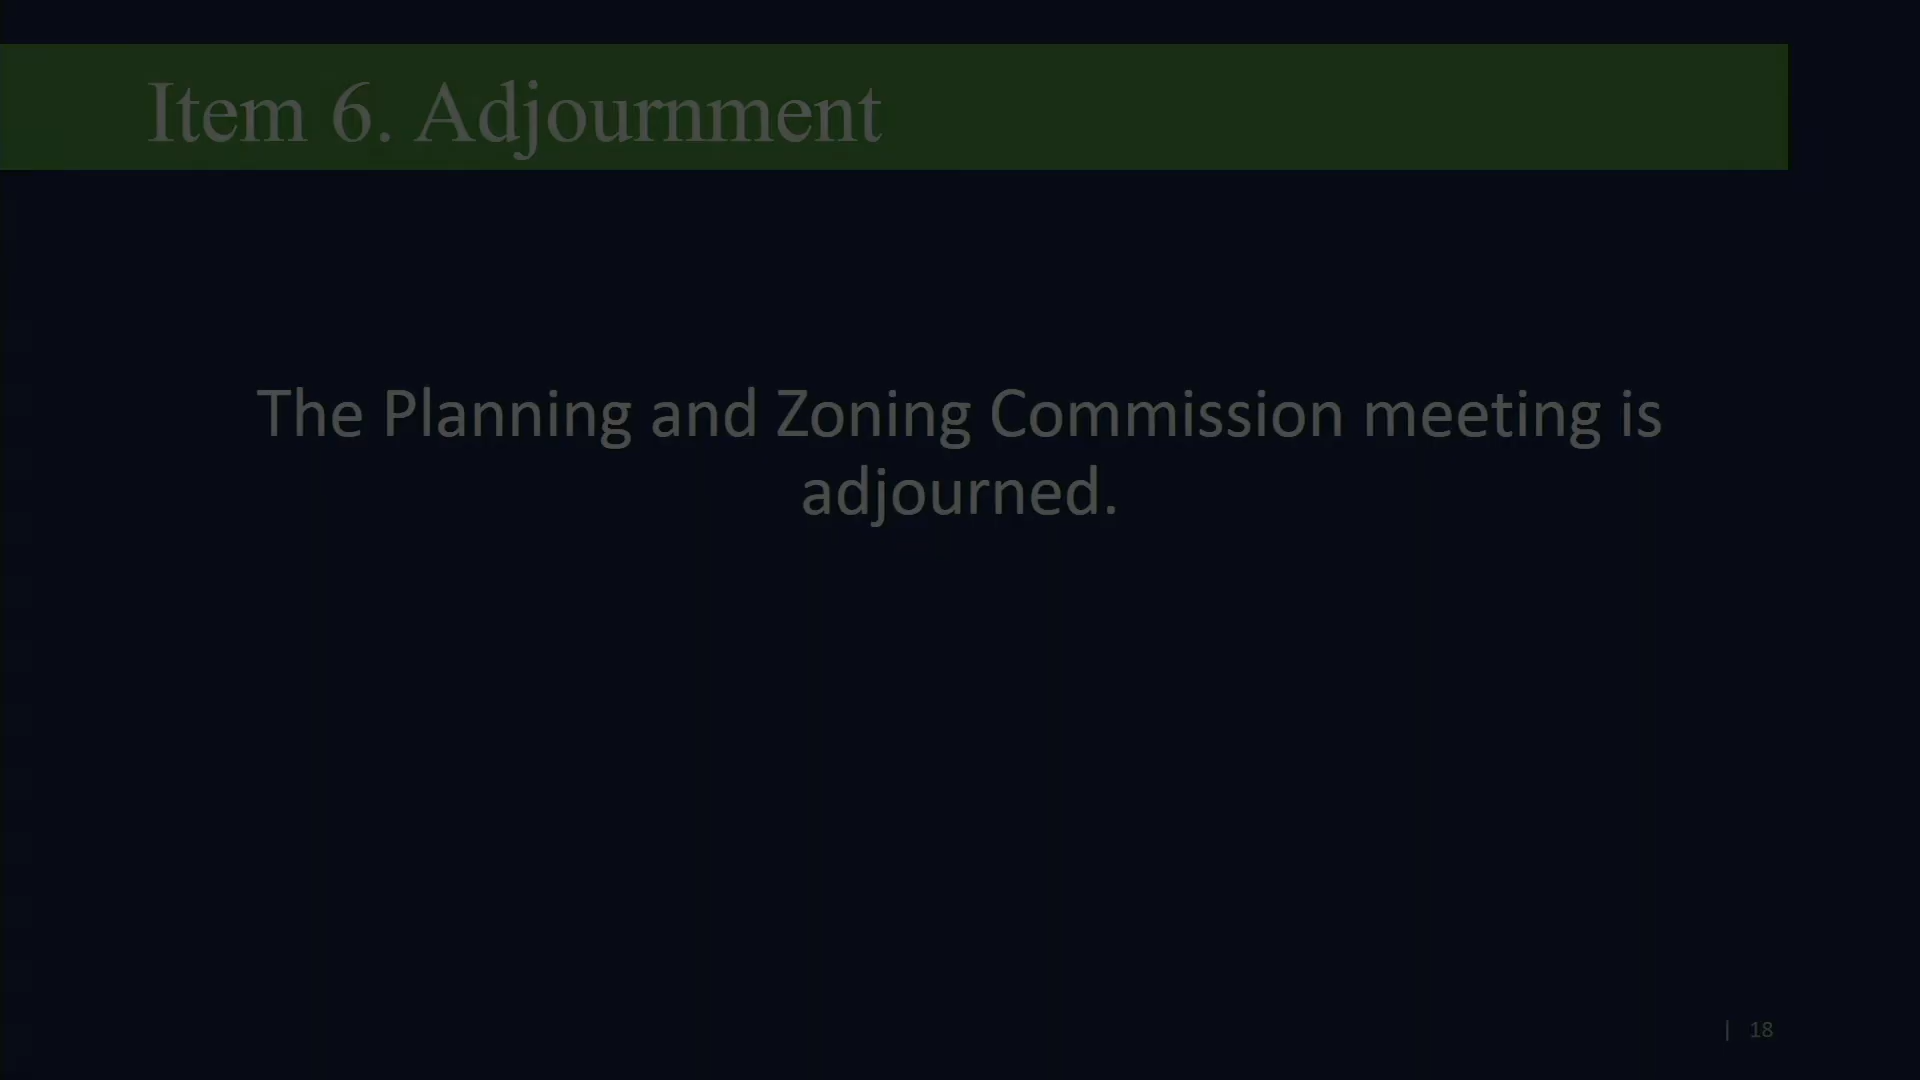 Item 6. Adjournment
The Planning and Zoning Commission meeting is
adjourned.
| 18